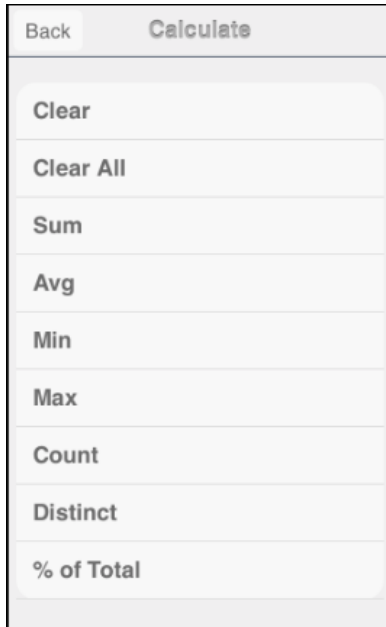 Back Calculate
Clear
Clear All
Sum
Avg
Min
Max
Count
Distinct
% of Total